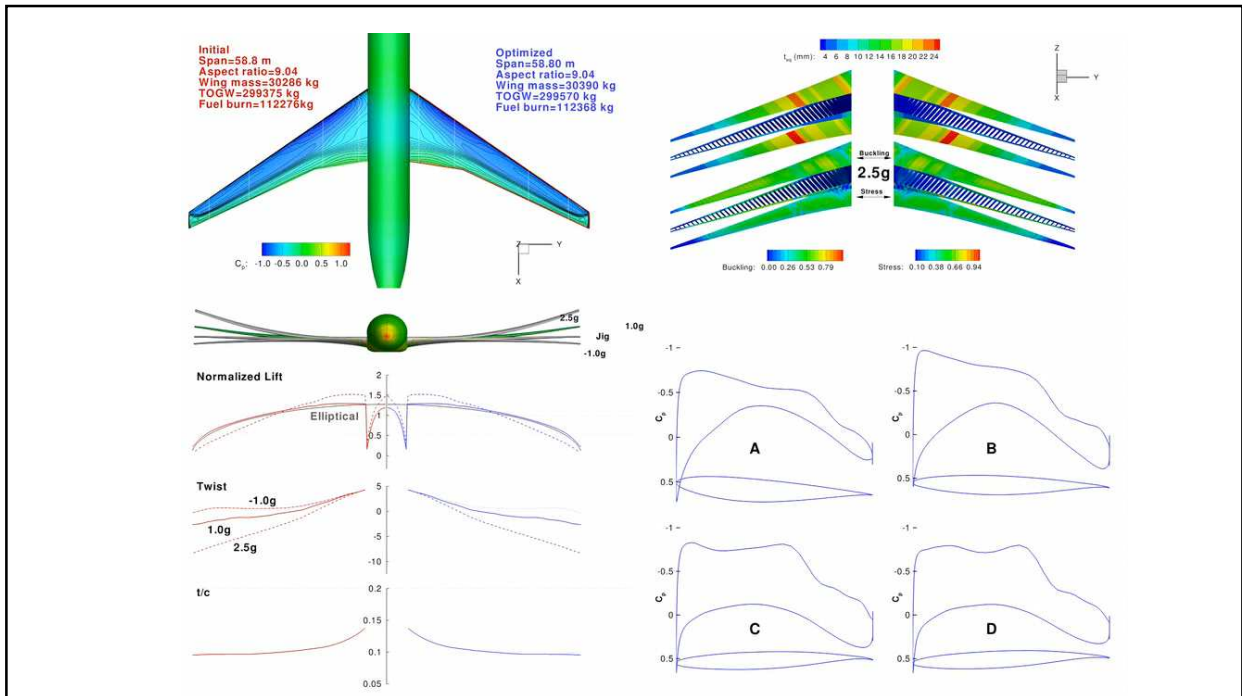 Initial
Span=58.8 m
Aspect ratio=9.04
Wing mass=30286 kg
TOGW=299375 kg
Fuel burn=112276kg
Optimized
Span=58.80 m
Aspect ratio=9.04
Wing mass=30390 kg
TOGW=299570 kg
Fuel burn=112368 kg
Cp: -1.0 -0.5 0.0 0.5 1.0
Z Y
X
teq (mm): 4 6 8 10 12 14 16 18 20 22 24
Z
Y
X
Buckling
2.5g
Stress
Buckling: 0.00 0.26 0.53 0.79
Stress: 0.10 0.38 0.66 0.94
2.5g
1.0g
Jig
-1.0g
Normalized Lift
2
1.5
1
0.5
0
Elliptical
Twist
5
0
-5
-10
-1.0g
1.0g
2.5g
t/c
0.2
0.15
0.1
0.05
-1
-0.5
0
0.5
Cp
A
-1
-0.5
0
0.5
Cp
B
-1
-0.5
0
0.5
Cp
C
-1
-0.5
0
0.5
Cp
D